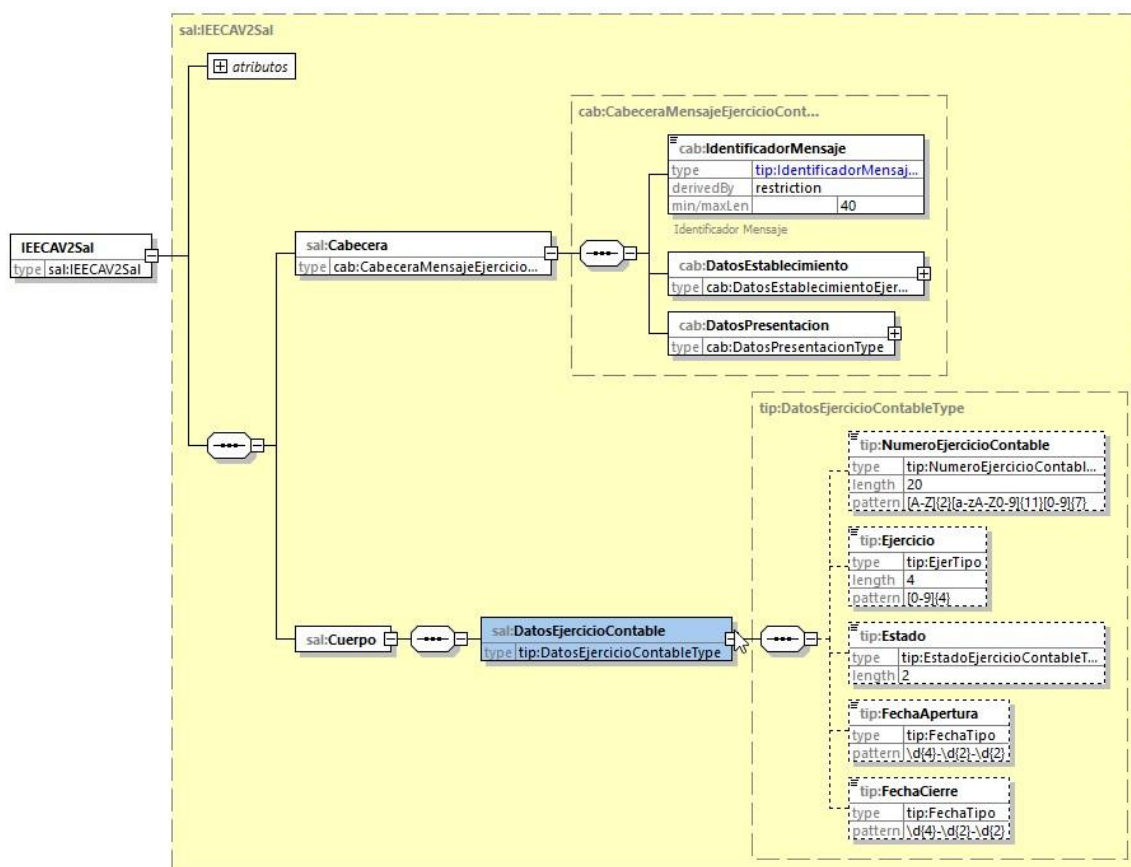 sal:IEECAV2Sal
atributos
cab:CabeceraMensajeEjercicioCont...
cab:IdentificadorMensaje
type tip:IdentificadorMensaj...
derivedBy restriction
min/maxLen 40
Identificador Mensaje
IEECAV2Sal
type sal:IEECAV2Sal
sal:Cabecera
type cab:CabeceraMensajeEjercicio...
cab:DatosEstablecimiento
type cab:DatosEstablecimientoEjer...
cab:DatosPresentacion
type cab:DatosPresentacionType
tip:DatosEjercicioContableType
tip:NumeroEjercicioContable
type tip:NumeroEjercicioContabl...
length 20
pattern [A-Z]{2}[a-zA-Z0-9]{11}[0-9]{7}
tip:Ejercicio
type tip:EjerTipo
length 4
pattern [0-9]{4}
sal:Cuerpo
sal:DatosEjercicioContable
type tip:DatosEjercicioContableType
tip:Estado
type tip:EstadoEjercicioContableT...
length 2
tip:FechaApertura
type tip:FechaTipo
pattern \d{4}-\d{2}-\d{2}
tip:FechaCierre
type tip:FechaTipo
pattern \d{4}-\d{2}-\d{2}